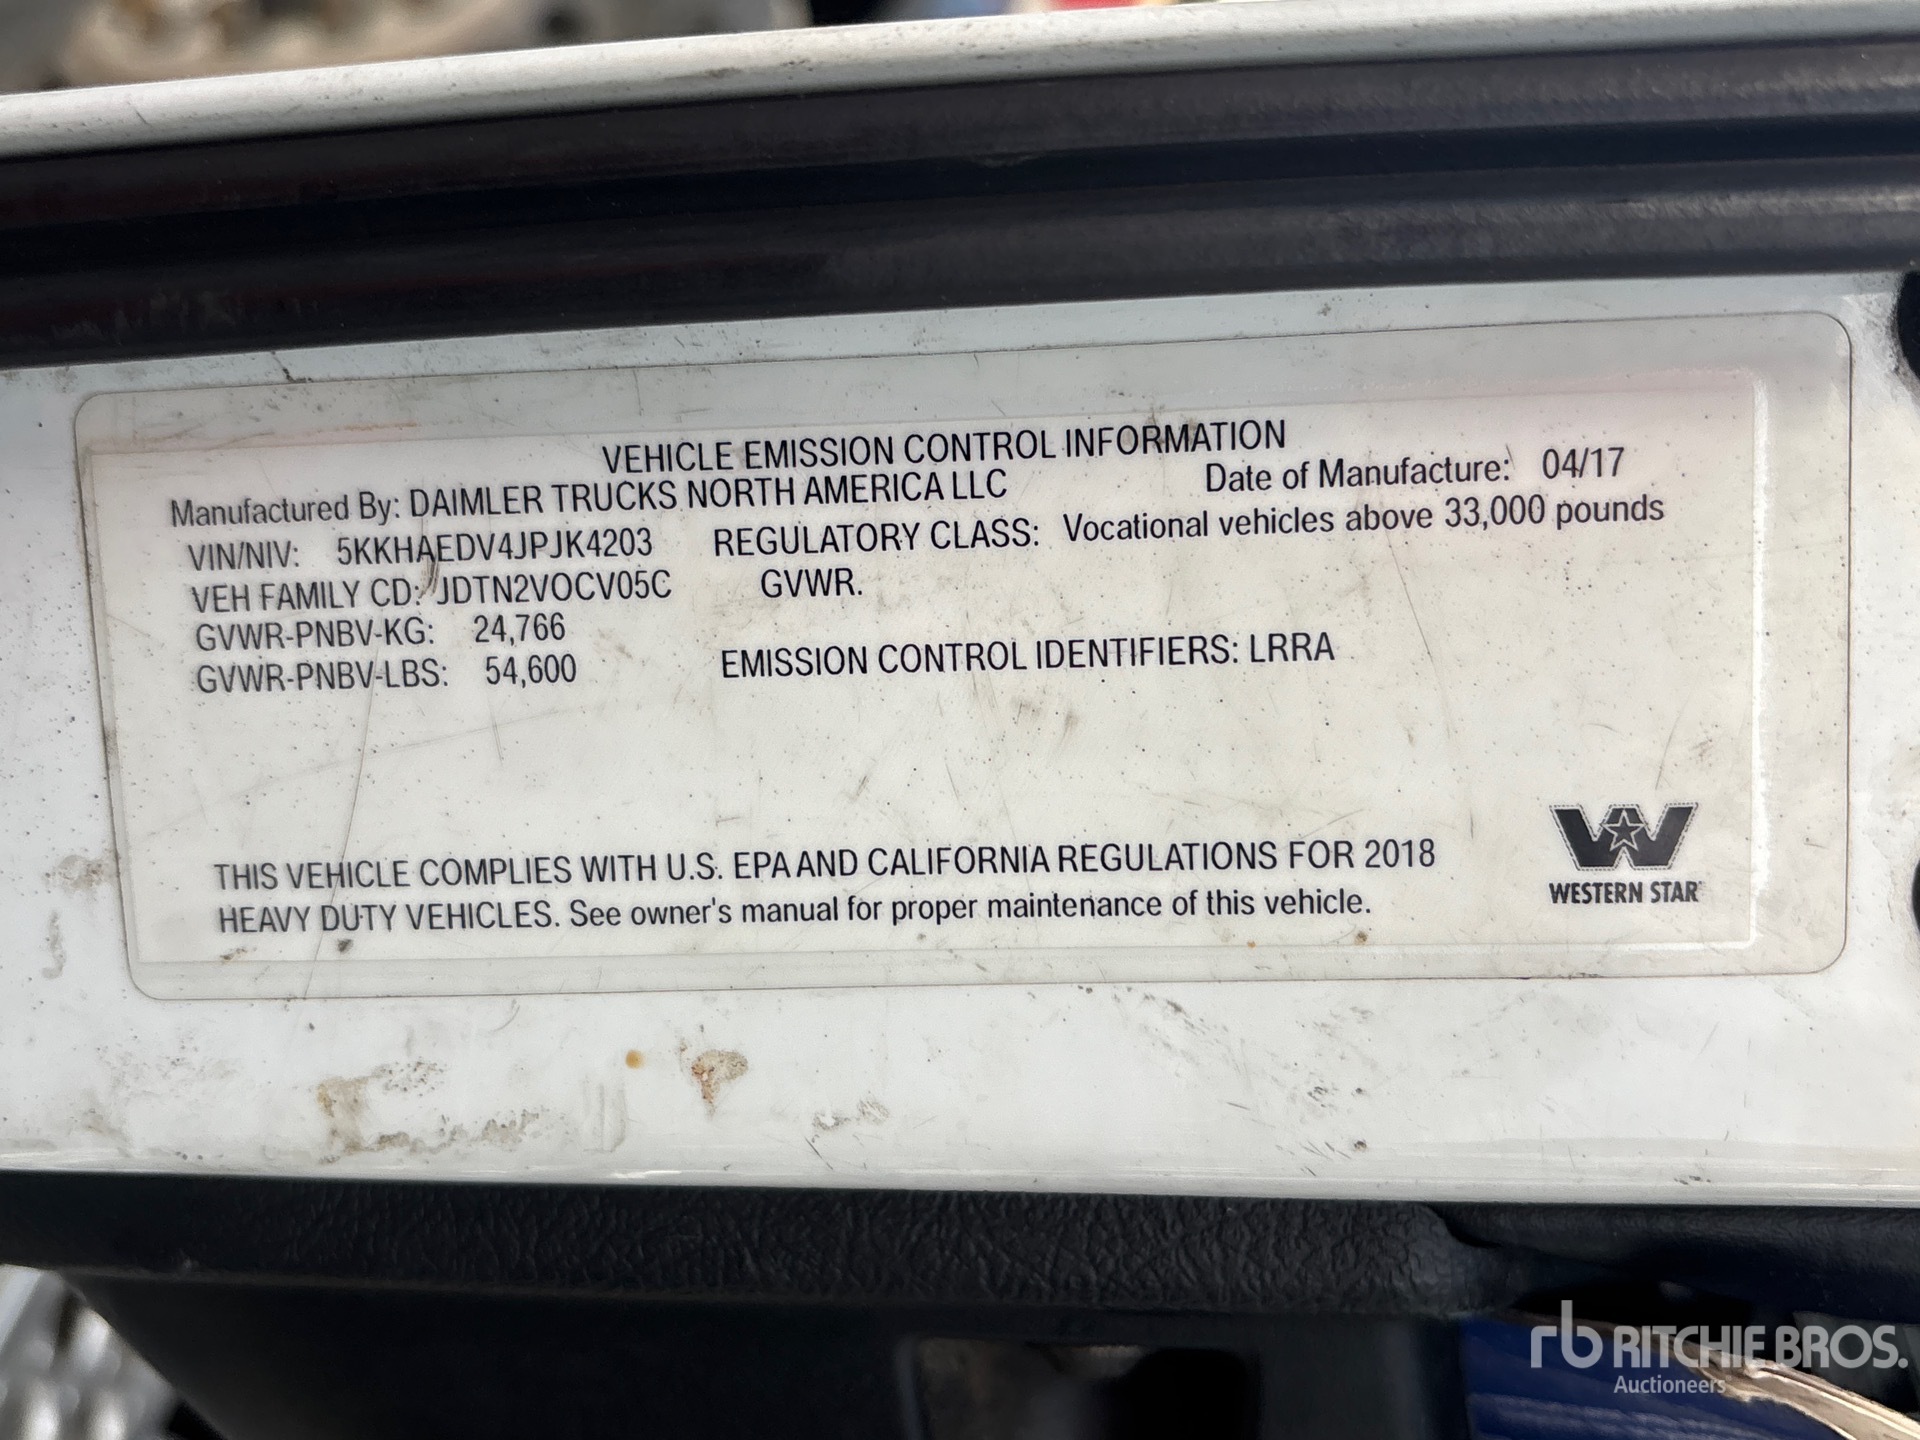 VEHICLE EMISSION CONTROL INFORMATION
Manufactured By: DAIMLER TRUCKS NORTH AMERICA LLC Date of Manufacture: 04/17
VIN/NIV: 5KKHAEDV4JPJK4203 REGULATORY CLASS: Vocational vehicles above 33,000 pounds
VEH FAMILY CD: JDTN2VOCV05C GVWR.
GVWR-PNBV-KG: 24,766
GVWR-PNBV-LBS: 54,600 EMISSION CONTROL IDENTIFIERS: LRRA
THIS VEHICLE COMPLIES WITH U.S. EPA AND CALIFORNIA REGULATIONS FOR 2018
HEAVY DUTY VEHICLES. See owner's manual for proper maintenance of this vehicle.
WESTERN STAR
rb RITCHIE BROS.
Auctioneers